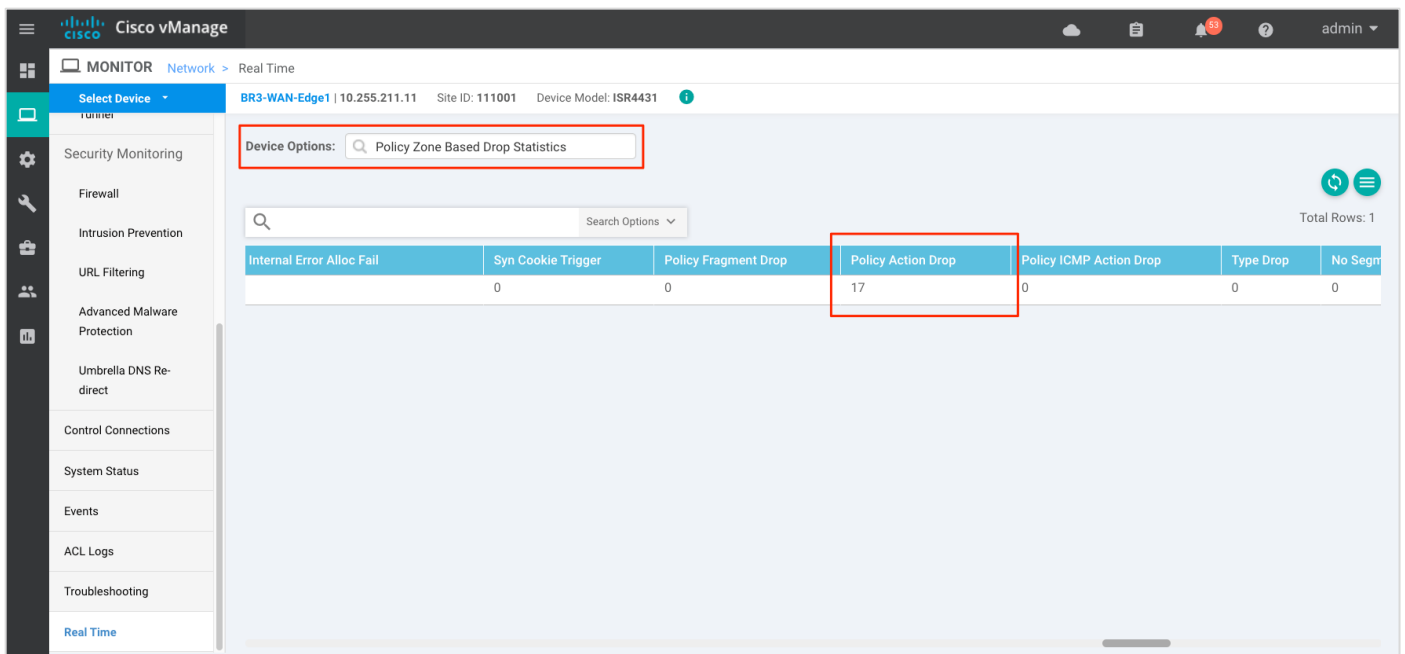 cisco Cisco vManage 53 admin
MONITOR Network > Real Time
Select Device BR3-WAN-Edge1 | 10.255.211.11 Site ID: 111001 Device Model: ISR4431
Tunnel
Security Monitoring
Firewall
Intrusion Prevention
URL Filtering
Advanced Malware
Protection
Umbrella DNS Re-
direct
Control Connections
System Status
Events
ACL Logs
Troubleshooting
Real Time
Device Options: Policy Zone Based Drop Statistics
Search Options
Total Rows: 1
Internal Error Alloc Fail Syn Cookie Trigger Policy Fragment Drop Policy Action Drop Policy ICMP Action Drop Type Drop No Segm
0 0 17 0 0 0